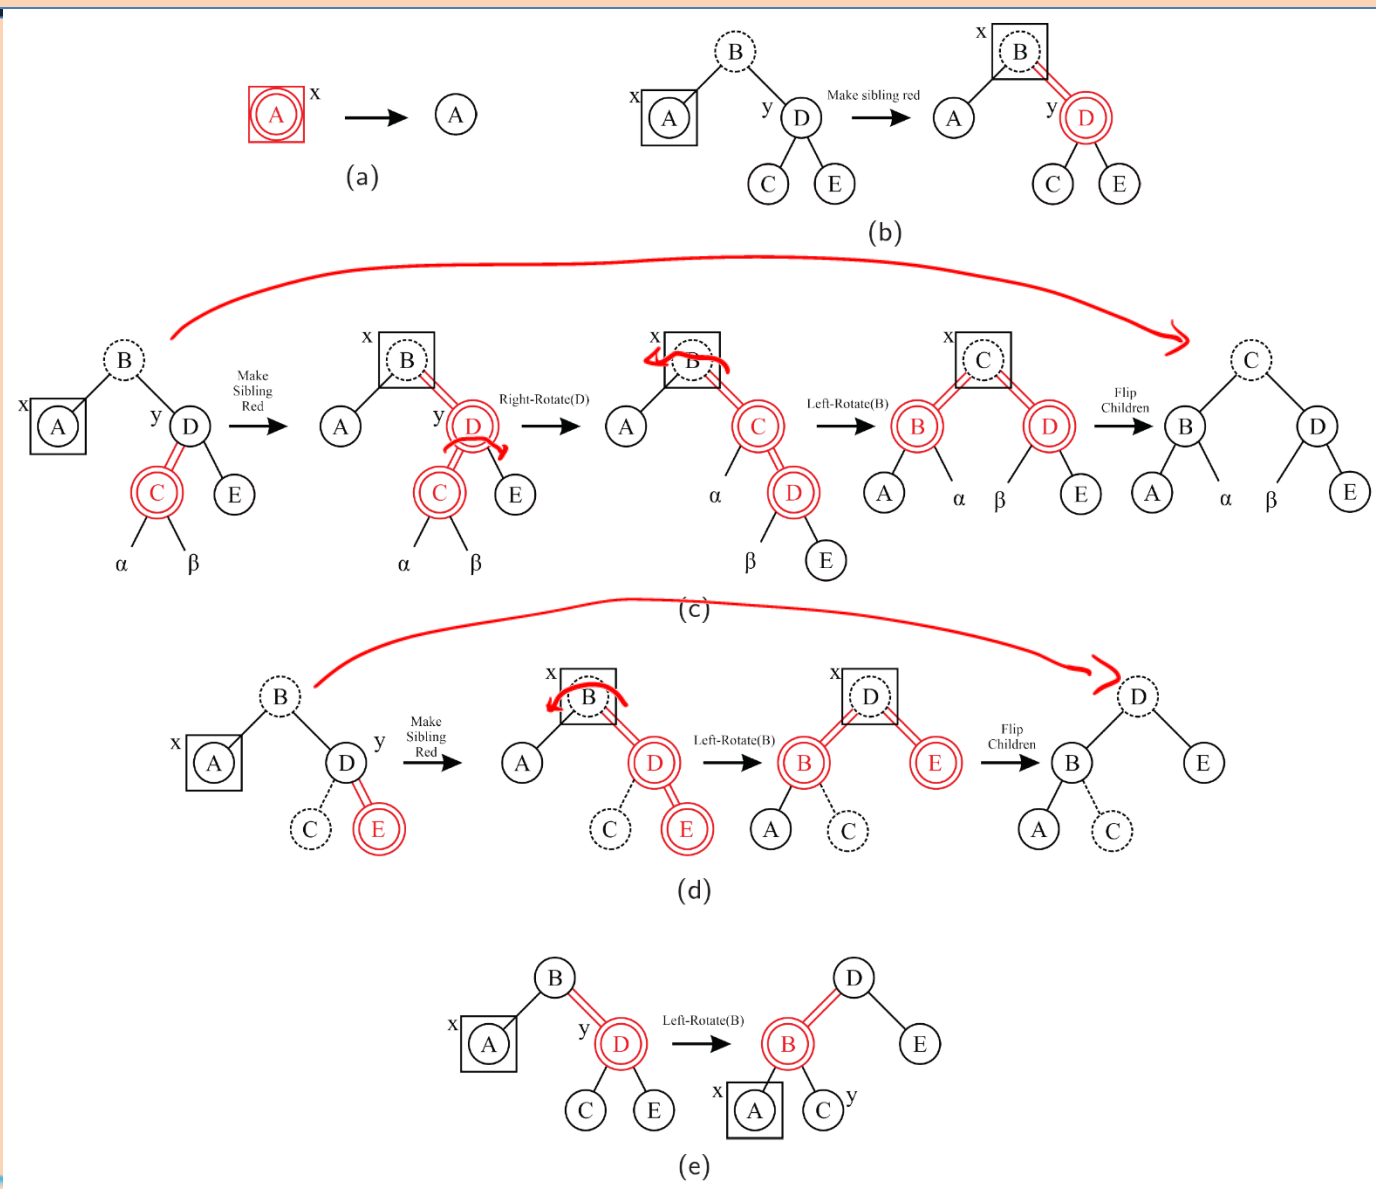 A x A
(a)
B
x A y D
C E
Make sibling red
x B
A y D
C E
(b)
B
x A y D
C E
α β
Make
Sibling
Red
x B
A y D
C E
α β
Right-Rotate(D)
x B
A C
α D
β E
Left-Rotate(B)
x C
B D
A α β E
Flip
Children
C
B D
A α β E
(c)
B
x A D y
C E
Make
Sibling
Red
x B
A D
C E
Left-Rotate(B)
x D
B E
A C
Flip
Children
D
B E
A C
(d)
B
x A y D
C E
Left-Rotate(B)
D
B E
x A C y
(e)